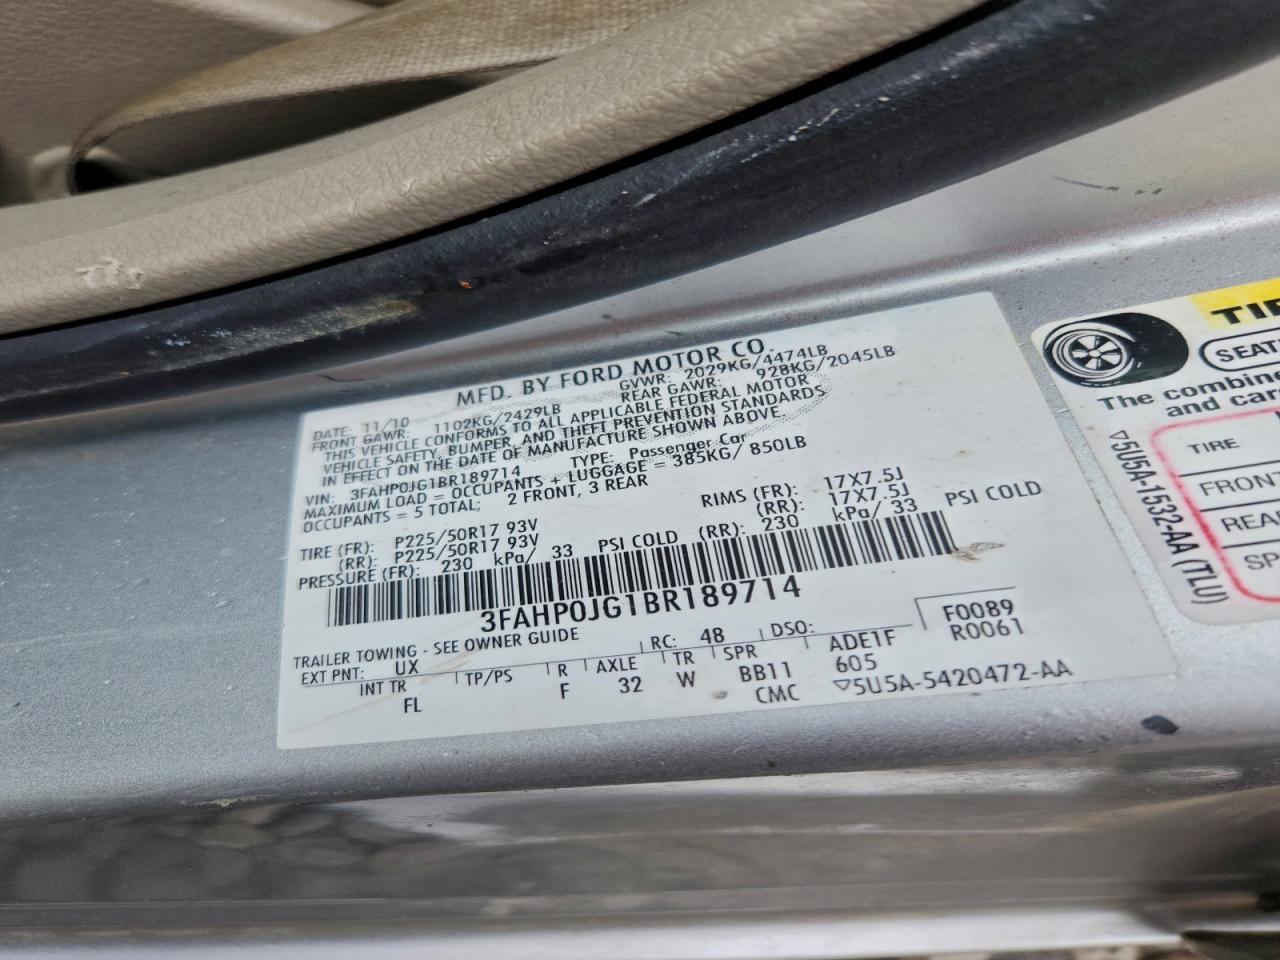 MFD. BY FORD MOTOR CO.
DATE: 11/10 GVWR: 2029KG/4474LB
FRONT GAWR: 1102KG/2429LB REAR GAWR: 928KG/2045LB
THIS VEHICLE CONFORMS TO ALL APPLICABLE FEDERAL MOTOR
VEHICLE SAFETY, BUMPER, AND THEFT PREVENTION STANDARDS
IN EFFECT ON THE DATE OF MANUFACTURE SHOWN ABOVE.
VIN: 3FAHP0JG1BR189714 TYPE: Passenger Car
MAXIMUM LOAD = OCCUPANTS + LUGGAGE = 385KG/ 850LB
OCCUPANTS = 5 TOTAL; 2 FRONT, 3 REAR
TIRE (FR): P225/50R17 93V RIMS (FR): 17X7.5J
(RR): P225/50R17 93V (RR): 17X7.5J
PRESSURE (FR): 230 kPa/ 33 PSI COLD (RR): 230 kPa/ 33 PSI COLD
3FAHP0JG1BR189714
TRAILER TOWING - SEE OWNER GUIDE
F0089
EXT PNT: UX RC: 48 DSO: R0061
INT TR TP/PS R AXLE TR SPR ADE1F
FL F 32 W BB11 605
CMC ▽5U5A-5420472-AA
SEATI
The combine
and car
TIRE
FRONT
REA
SP
▽5U5A-1532-AA (TLU)